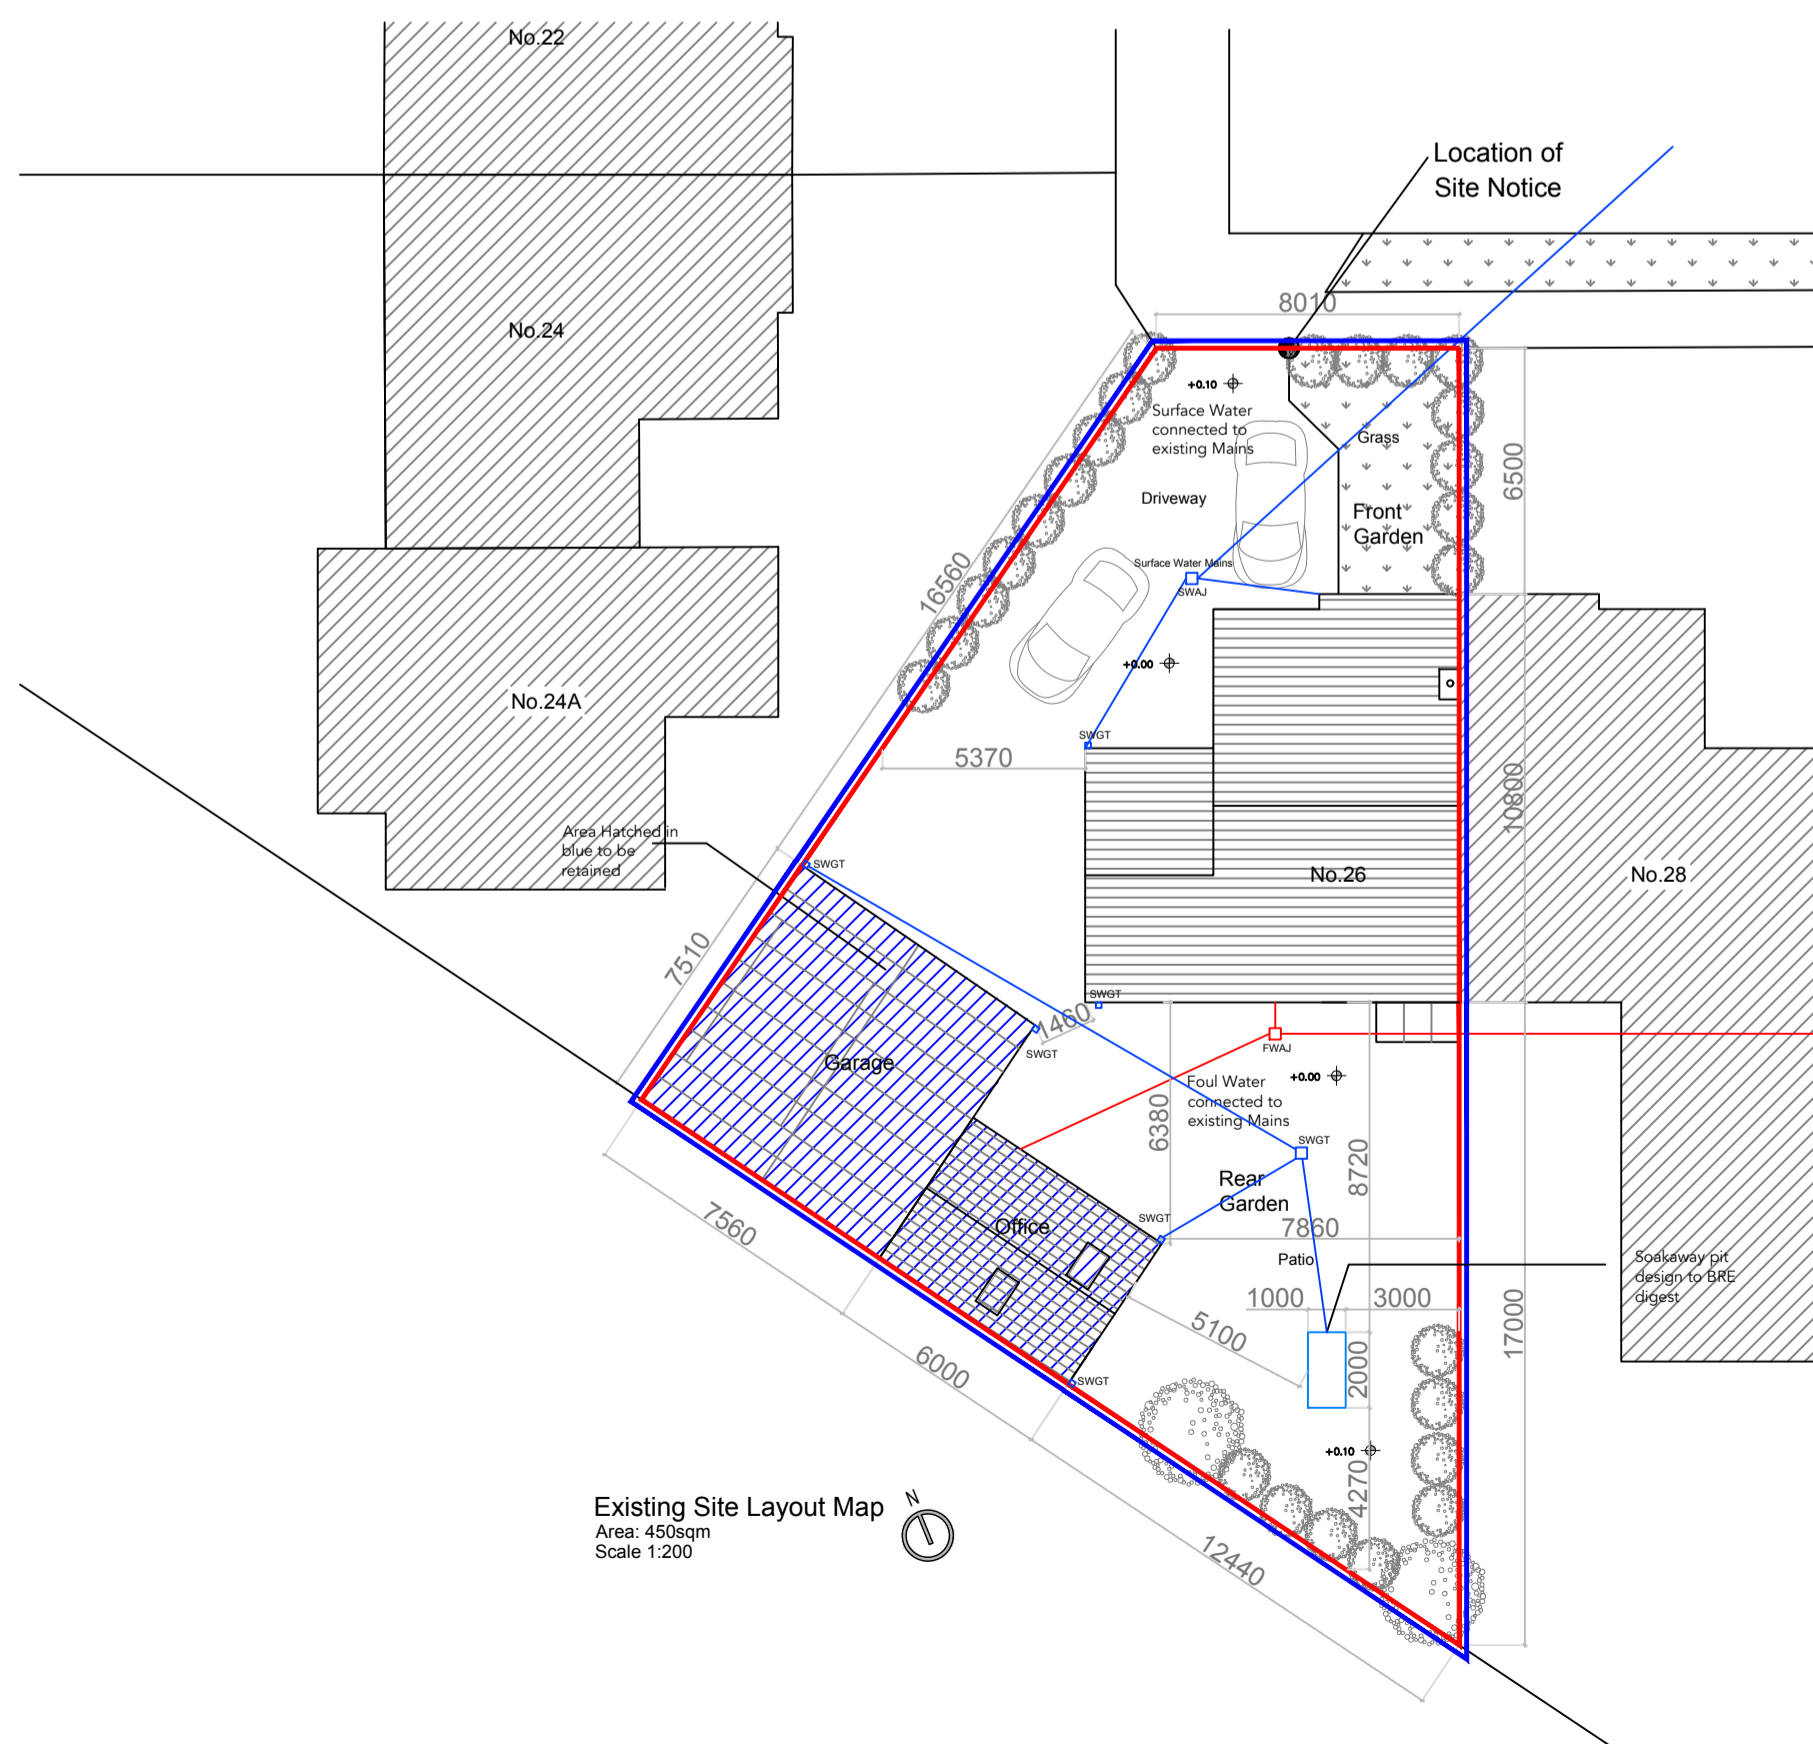 No.22
Location of
Site Notice
8010
No.24
+0.10
Surface Water
connected to
existing Mains
Grass
6500
Driveway
Front
Garden
16560
Surface Water Mains
SWAJ
+0.00
No.24A
SWGT
5370
10800
Area Hatched in
blue to be
retained
SWGT
No.26
No.28
7510
SWGT
1460
SWGT
FWAJ
Garage
Foul Water
connected to
existing Mains
+0.00
6380
SWGT
8720
Rear
Garden
SWGT
7560
Office
7860
Patio
Soakaway pit
design to BRE
digest
1000
3000
5100
17000
6000
2000
SWGT
+0.10
4270
12440
Existing Site Layout Map
Area: 450sqm
Scale 1:200
N